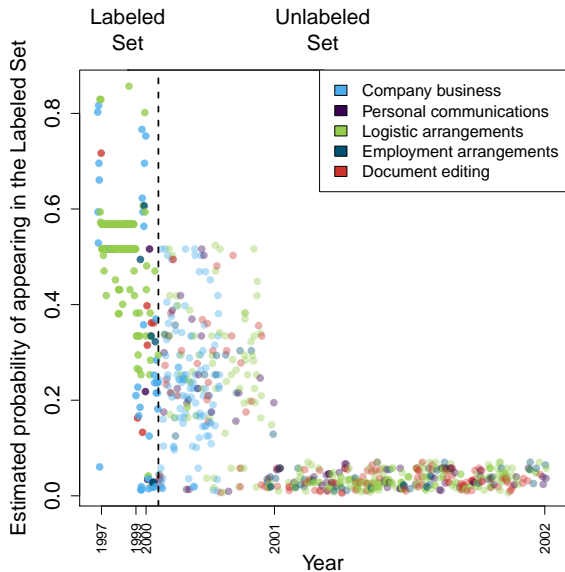 Labeled Set
Unlabeled Set
Estimated probability of appearing in the Labeled Set
0.8
0.6
0.4
0.2
0.0
Company business
Personal communications
Logistic arrangements
Employment arrangements
Document editing
1997
1999
2000
2001
2002
Year